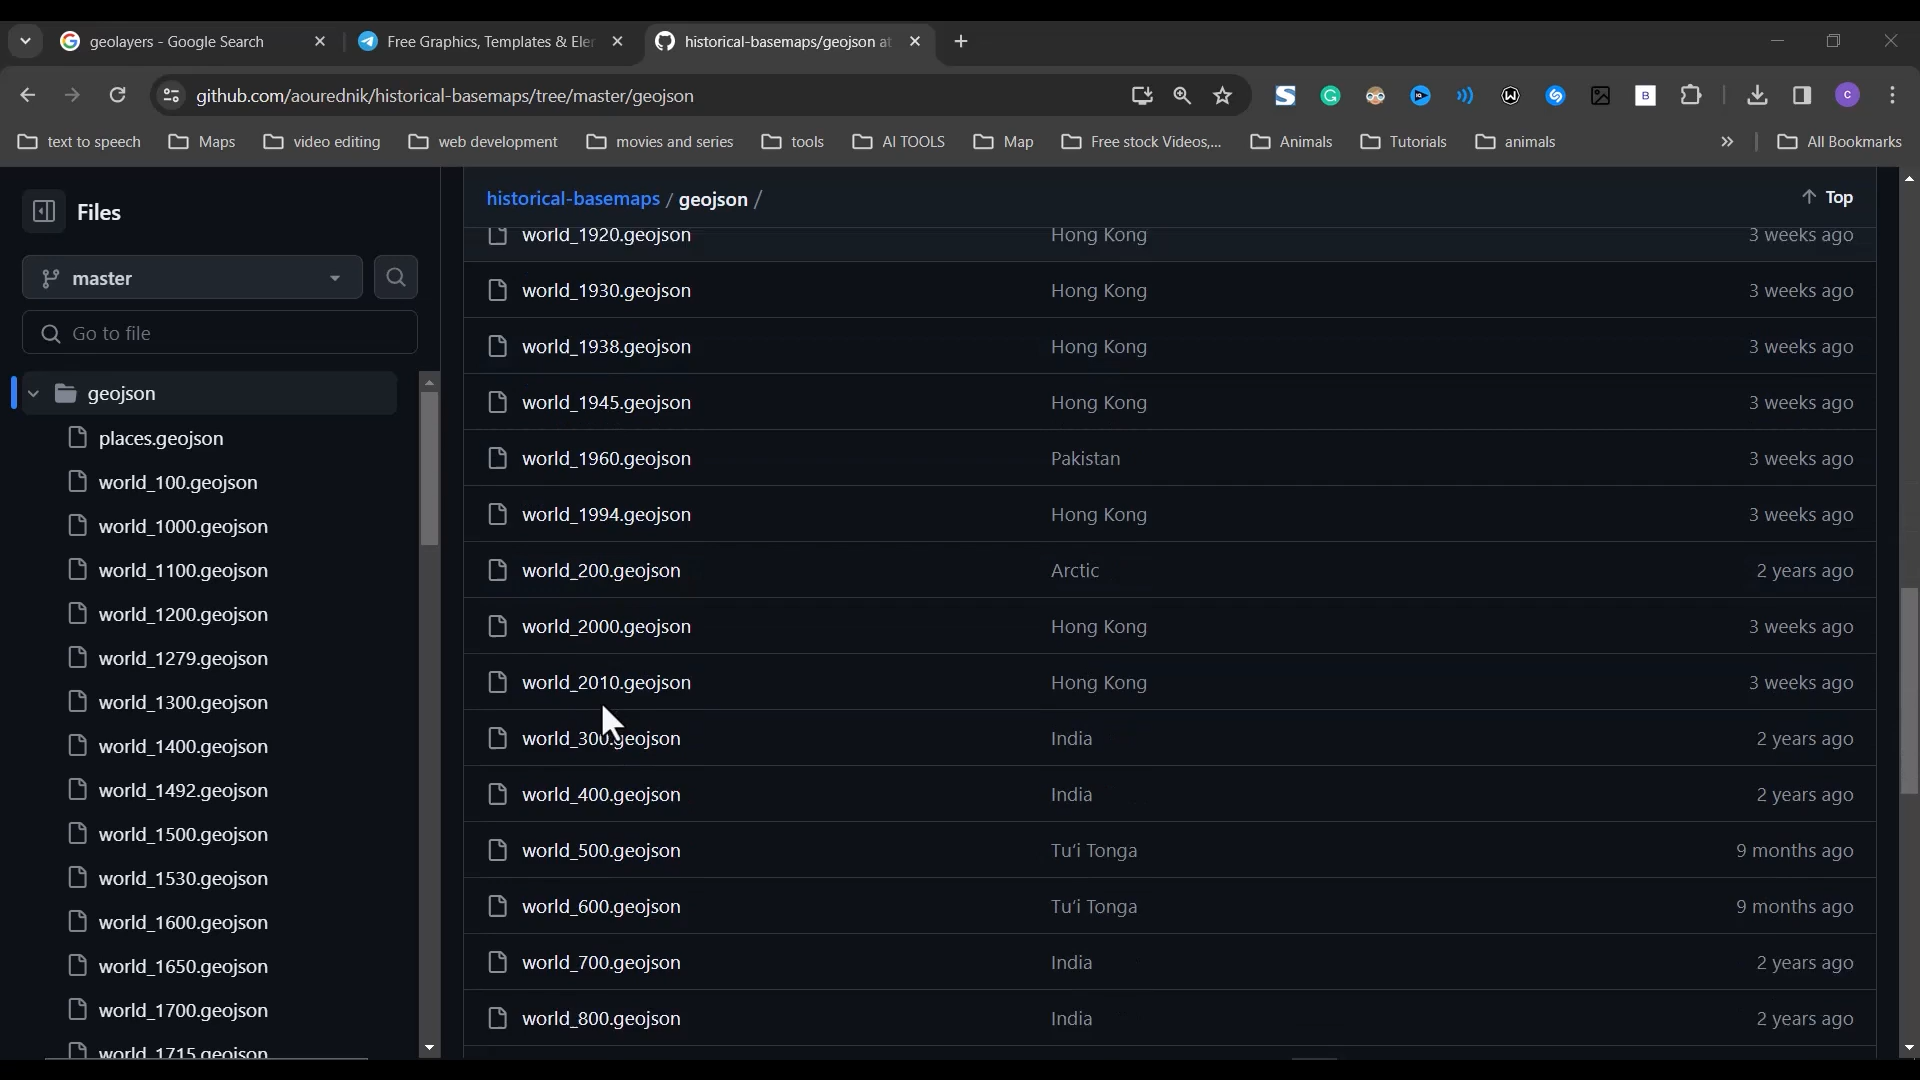 geolayers - Google Search
Free Graphics, Templates & Eler
historical-basemaps/geojson at
github.com/aourednik/historical-basemaps/tree/master/geojson
text to speech
Maps
video editing
web development
movies and series
tools
AI TOOLS
Map
Free stock Videos,...
Animals
Tutorials
animals
All Bookmarks
Files
master
Go to file
geojson
places.geojson
world_100.geojson
world_1000.geojson
world_1100.geojson
world_1200.geojson
world_1279.geojson
world_1300.geojson
world_1400.geojson
world_1492.geojson
world_1500.geojson
world_1530.geojson
world_1600.geojson
world_1650.geojson
world_1700.geojson
world_1715.geojson
historical-basemaps / geojson /
Top
world_1920.geojson Hong Kong 3 weeks ago
world_1930.geojson Hong Kong 3 weeks ago
world_1938.geojson Hong Kong 3 weeks ago
world_1945.geojson Hong Kong 3 weeks ago
world_1960.geojson Pakistan 3 weeks ago
world_1994.geojson Hong Kong 3 weeks ago
world_200.geojson Arctic 2 years ago
world_2000.geojson Hong Kong 3 weeks ago
world_2010.geojson Hong Kong 3 weeks ago
world_300.geojson India 2 years ago
world_400.geojson India 2 years ago
world_500.geojson Tuʻi Tonga 9 months ago
world_600.geojson Tuʻi Tonga 9 months ago
world_700.geojson India 2 years ago
world_800.geojson India 2 years ago